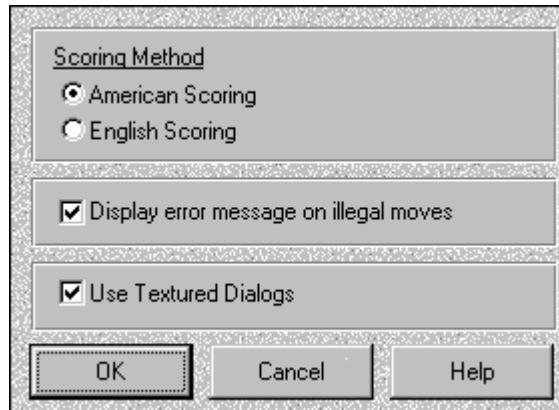 Scoring Method
American Scoring
English Scoring
Display error message on illegal moves
Use Textured Dialogs
OK Cancel Help